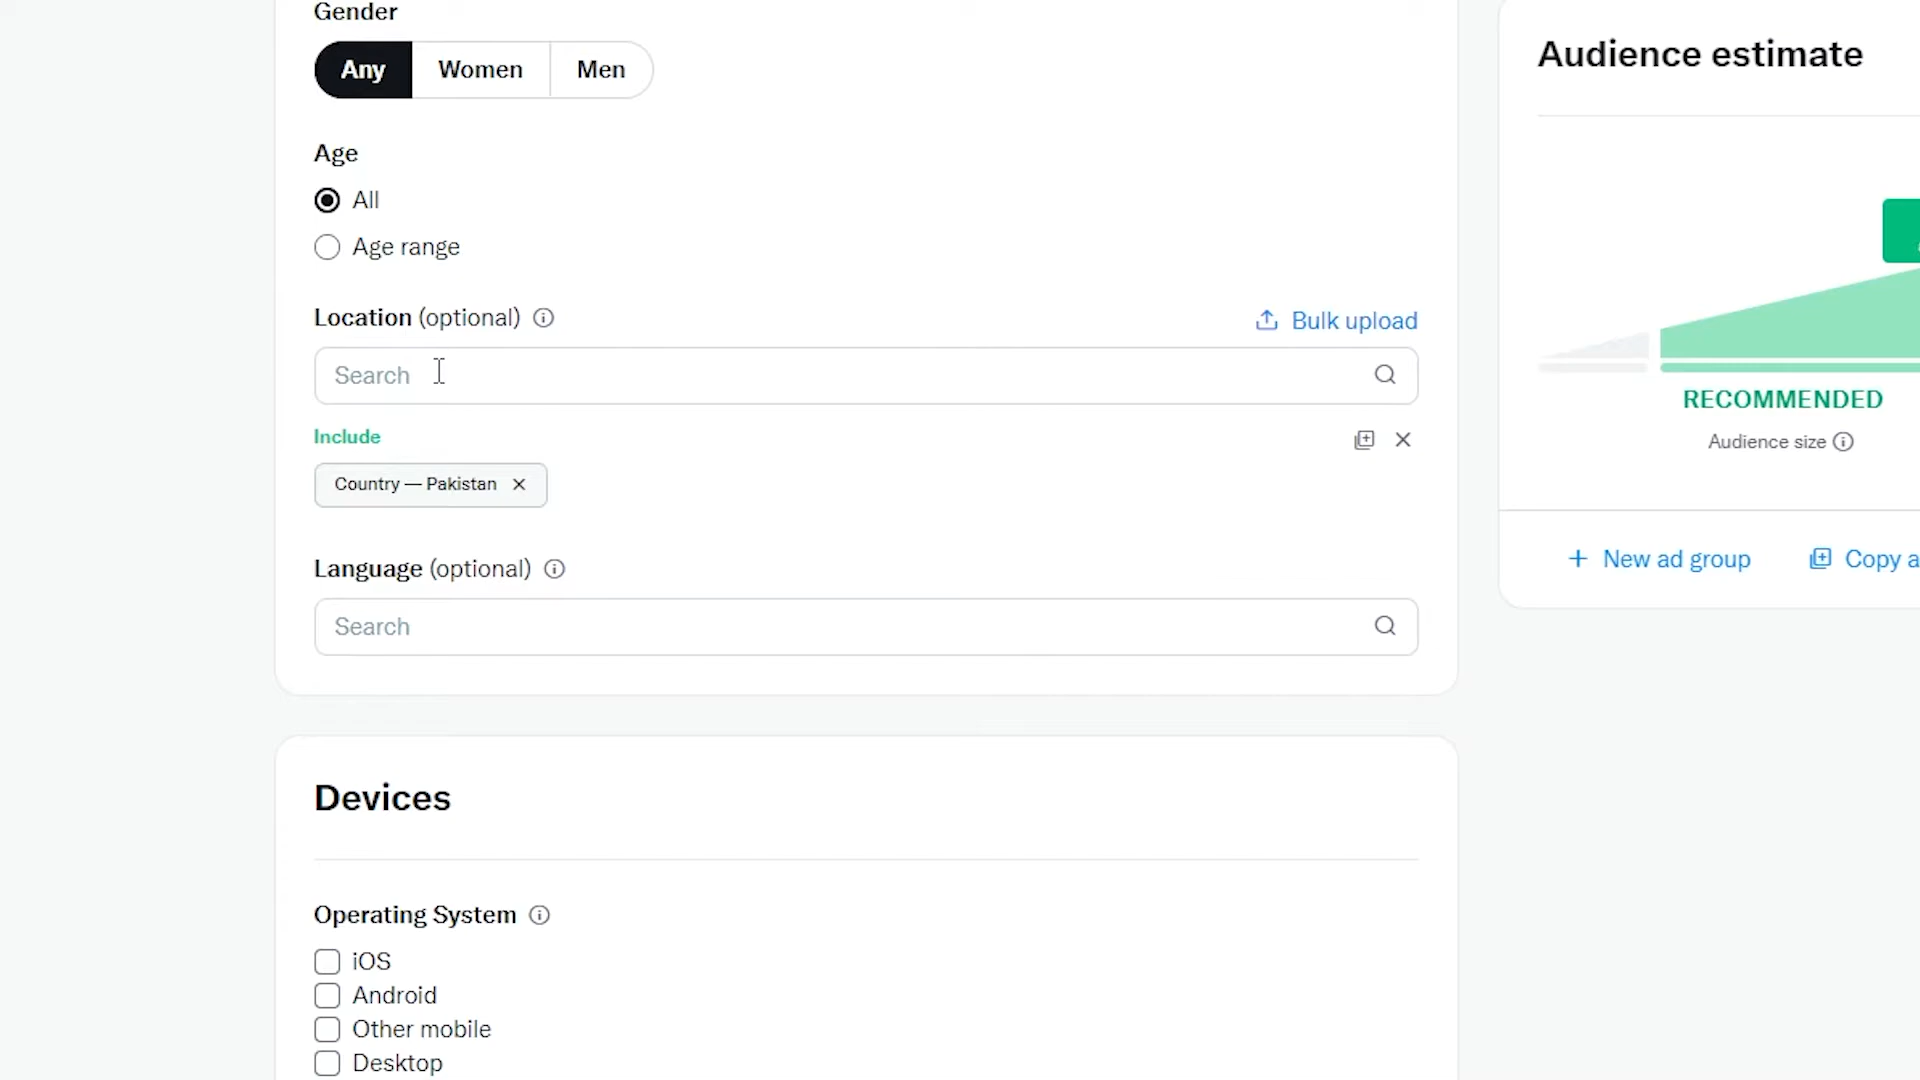 Gender
Any
Women
Men
Age
All
Age range
Location (optional)
Bulk upload
Search
Include
Country — Pakistan
Language (optional)
Search
Devices
Operating System
iOS
Android
Other mobile
Desktop
Audience estimate
RECOMMENDED
Audience size
New ad group
Copy a